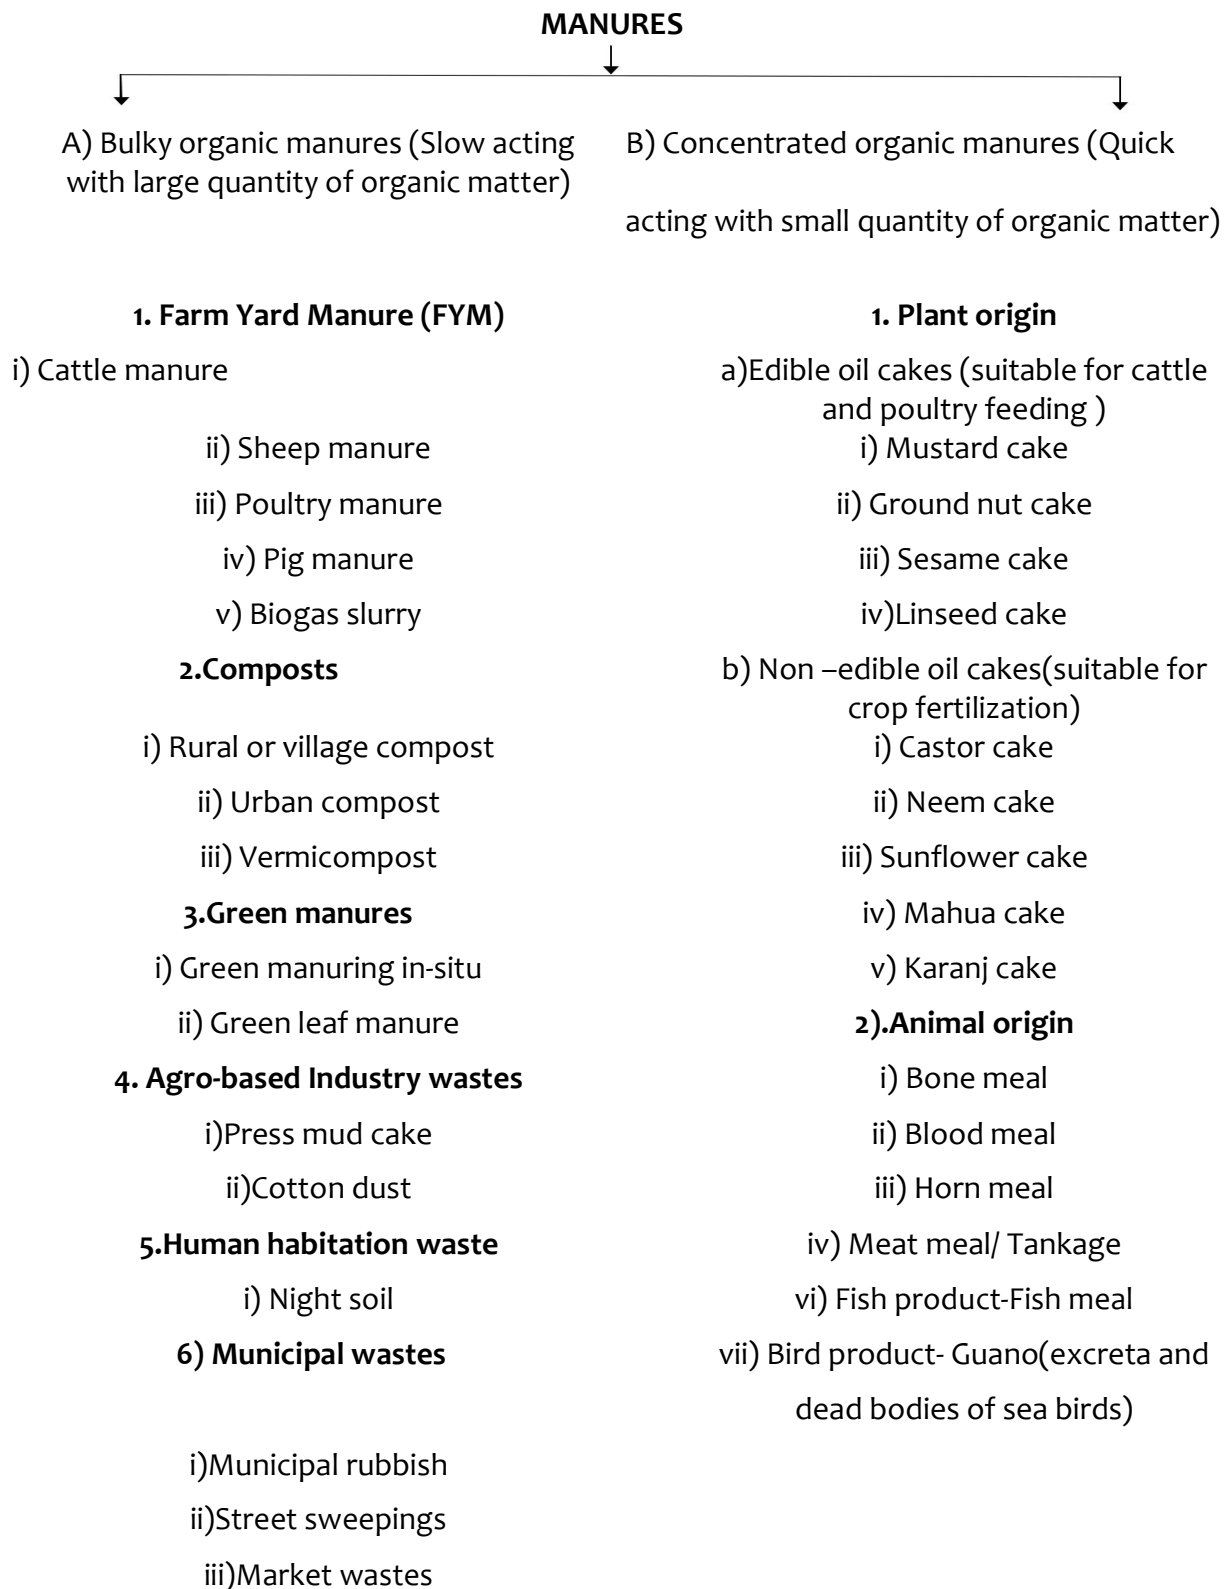 MANURES
A) Bulky organic manures (Slow acting
with large quantity of organic matter)
1. Farm Yard Manure (FYM)
i) Cattle manure
ii) Sheep manure
iii) Poultry manure
iv) Pig manure
v) Biogas slurry
2.Composts
i) Rural or village compost
ii) Urban compost
iii) Vermicompost
3.Green manures
i) Green manuring in-situ
ii) Green leaf manure
4. Agro-based Industry wastes
i)Press mud cake
ii)Cotton dust
5.Human habitation waste
i) Night soil
6) Municipal wastes
i)Municipal rubbish
ii)Street sweepings
iii)Market wastes
B) Concentrated organic manures (Quick
acting with small quantity of organic matter)
1. Plant origin
a)Edible oil cakes (suitable for cattle
and poultry feeding )
i) Mustard cake
ii) Ground nut cake
iii) Sesame cake
iv)Linseed cake
b) Non –edible oil cakes(suitable for
crop fertilization)
i) Castor cake
ii) Neem cake
iii) Sunflower cake
iv) Mahua cake
v) Karanj cake
2).Animal origin
i) Bone meal
ii) Blood meal
iii) Horn meal
iv) Meat meal/ Tankage
vi) Fish product-Fish meal
vii) Bird product- Guano(excreta and
dead bodies of sea birds)